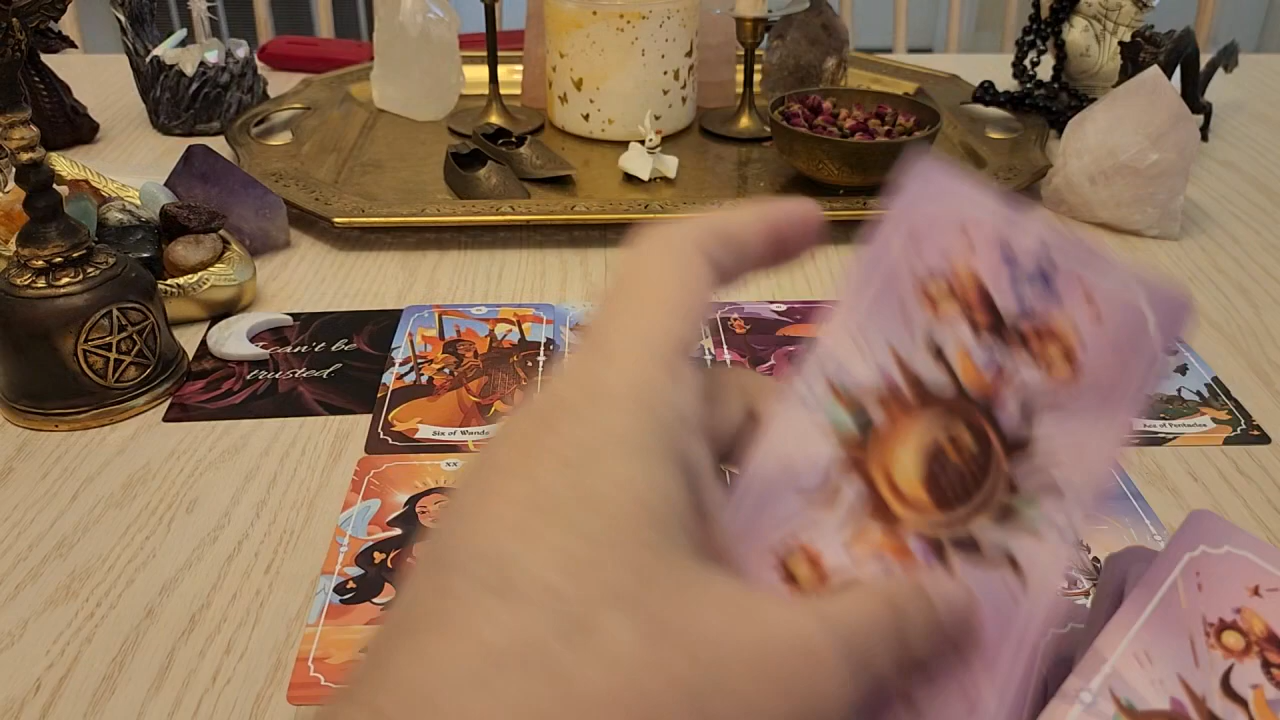 I can't be
trusted.
Six of Wands
Ace of Pentacles
XX